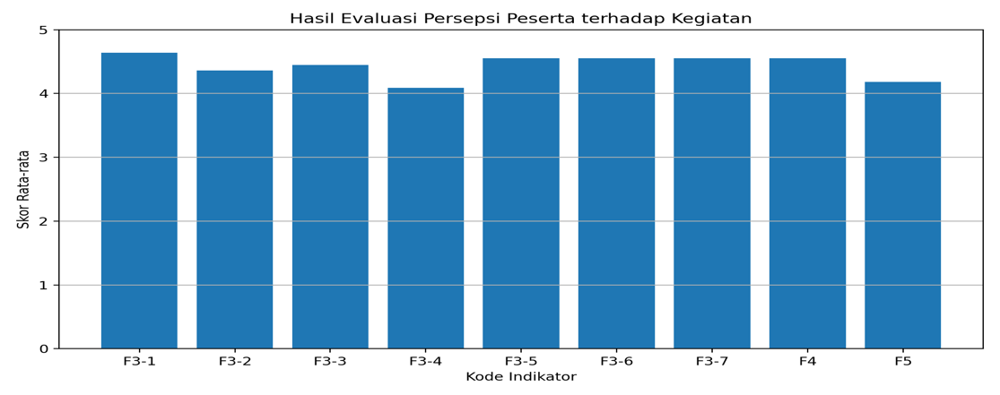 Hasil Evaluasi Persepsi Peserta terhadap Kegiatan
5
4
3
2
1
0
Skor Rata-rata
F3-1 F3-2 F3-3 F3-4 F3-5 F3-6 F3-7 F4 F5
Kode Indikator